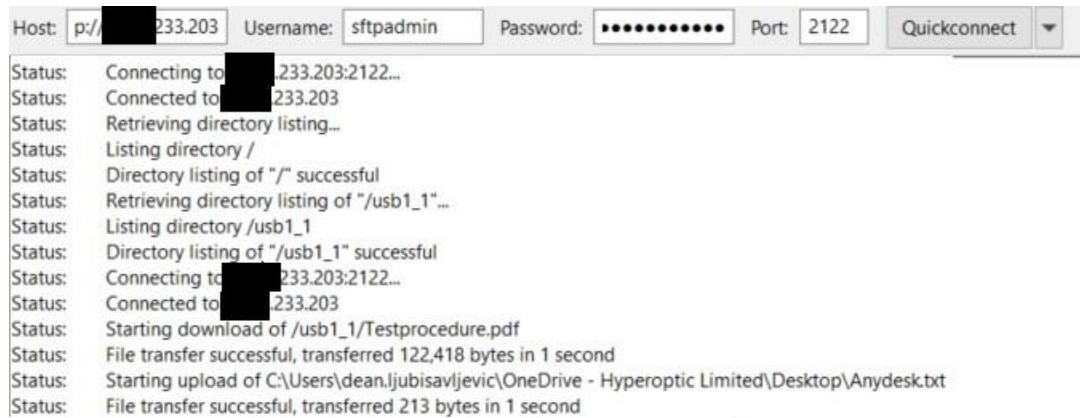 Host: p:// 233.203 Username: sftpadmin Password: ●●●●●●●●●●● Port: 2122 Quickconnect
Status: Connecting to .233.203:2122...
Status: Connected to 233.203
Status: Retrieving directory listing...
Status: Listing directory /
Status: Directory listing of "/" successful
Status: Retrieving directory listing of "/usb1_1"...
Status: Listing directory /usb1_1
Status: Directory listing of "/usb1_1" successful
Status: Connecting to 233.203:2122...
Status: Connected to .233.203
Status: Starting download of /usb1_1/Testprocedure.pdf
Status: File transfer successful, transferred 122,418 bytes in 1 second
Status: Starting upload of C:\Users\dean.ljubisavljevic\OneDrive - Hyperoptic Limited\Desktop\Anydesk.txt
Status: File transfer successful, transferred 213 bytes in 1 second